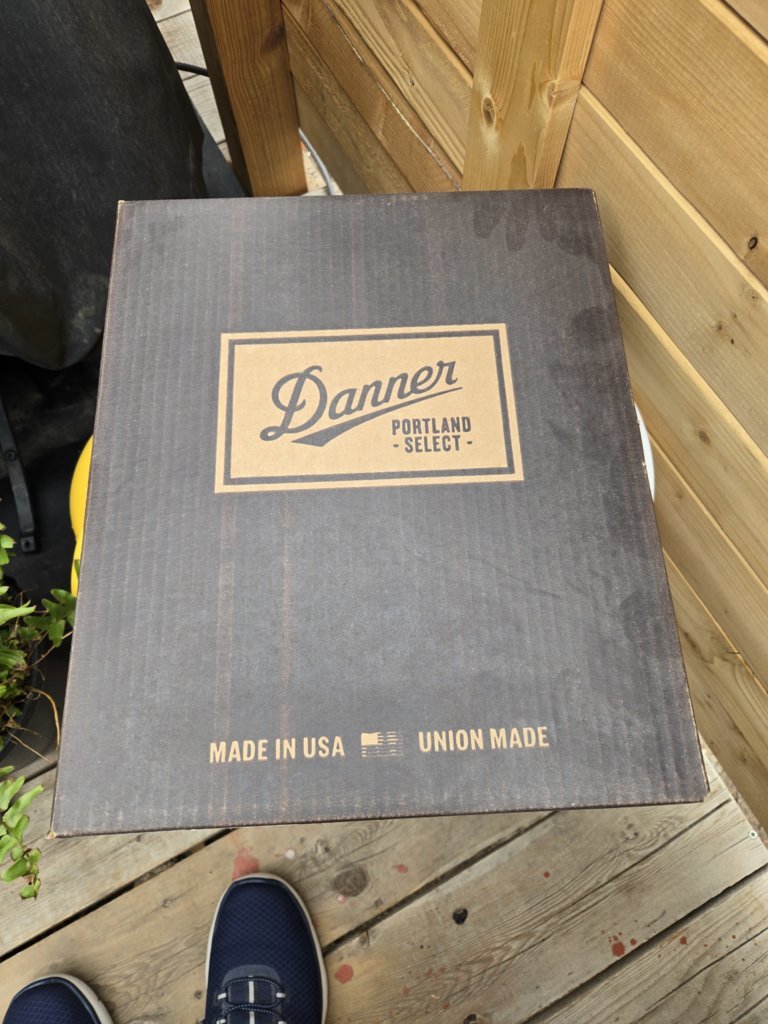 Danner
PORTLAND
- SELECT -
MADE IN USA UNION MADE